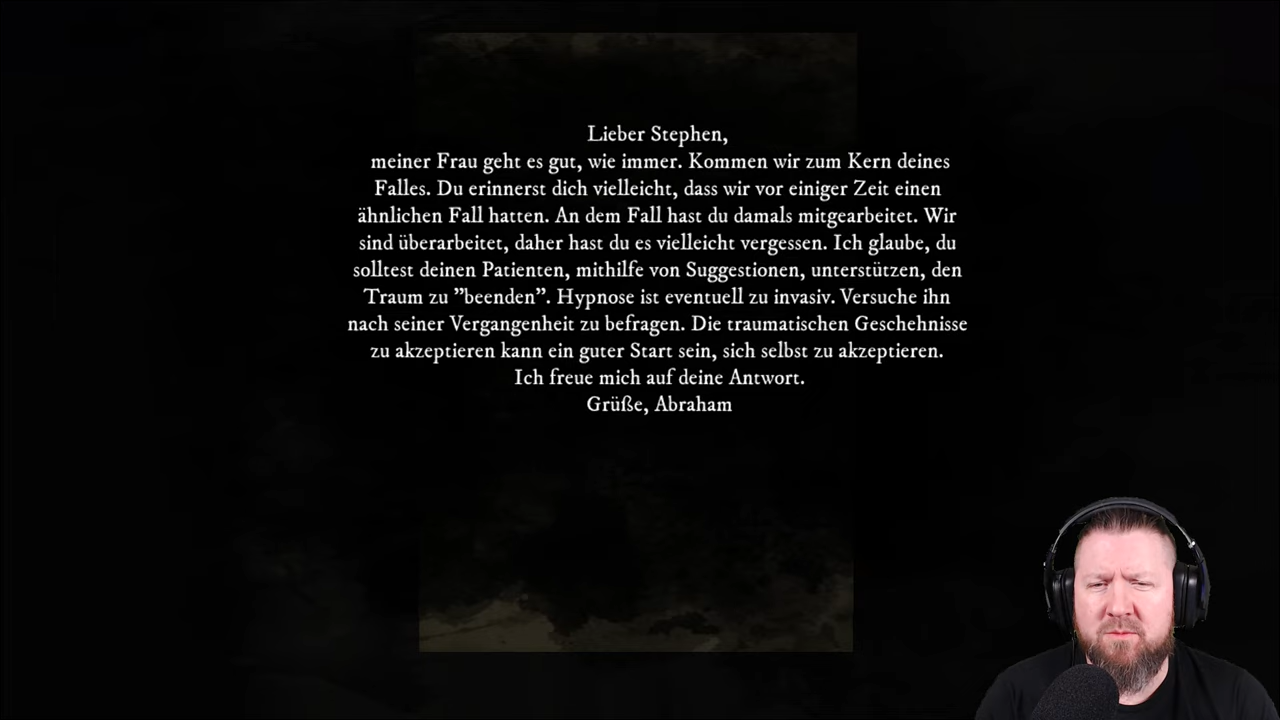 Lieber Stephen,
meiner Frau geht es gut, wie immer. Kommen wir zum Kern deines
Falles. Du erinnerst dich vielleicht, dass wir vor einiger Zeit einen
ähnlichen Fall hatten. An dem Fall hast du damals mitgearbeitet. Wir
sind überarbeitet, daher hast du es vielleicht vergessen. Ich glaube, du
solltest deinen Patienten, mithilfe von Suggestionen, unterstützen, den
Traum zu ”beenden”. Hypnose ist eventuell zu invasiv. Versuche ihn
nach seiner Vergangenheit zu befragen. Die traumatischen Geschehnisse
zu akzeptieren kann ein guter Start sein, sich selbst zu akzeptieren.
Ich freue mich auf deine Antwort.
Grüße, Abraham